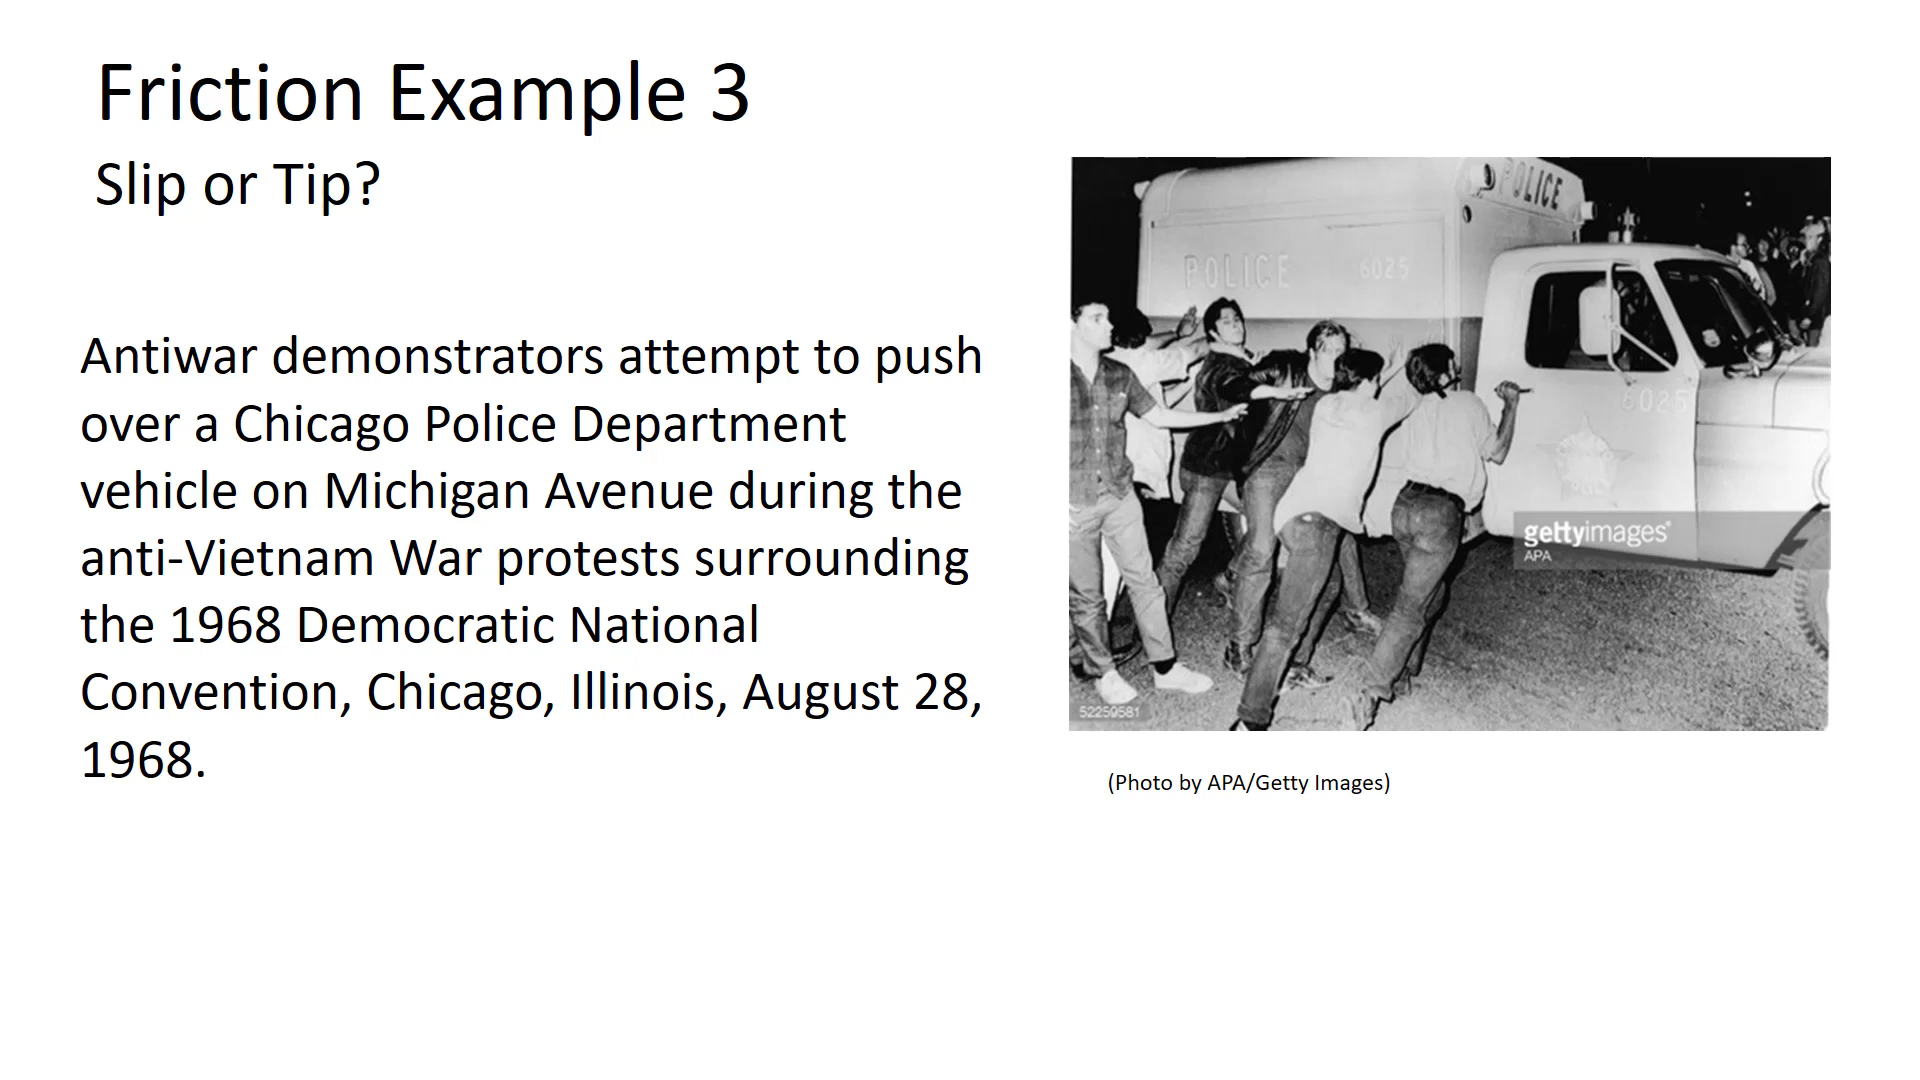 Friction Example 3
Slip or Tip?
Antiwar demonstrators attempt to push
over a Chicago Police Department
vehicle on Michigan Avenue during the
anti-Vietnam War protests surrounding
the 1968 Democratic National
Convention, Chicago, Illinois, August 28,
1968.
POLICE
POLICE 6025
6025
gettyimages®
APA
52259581
(Photo by APA/Getty Images)